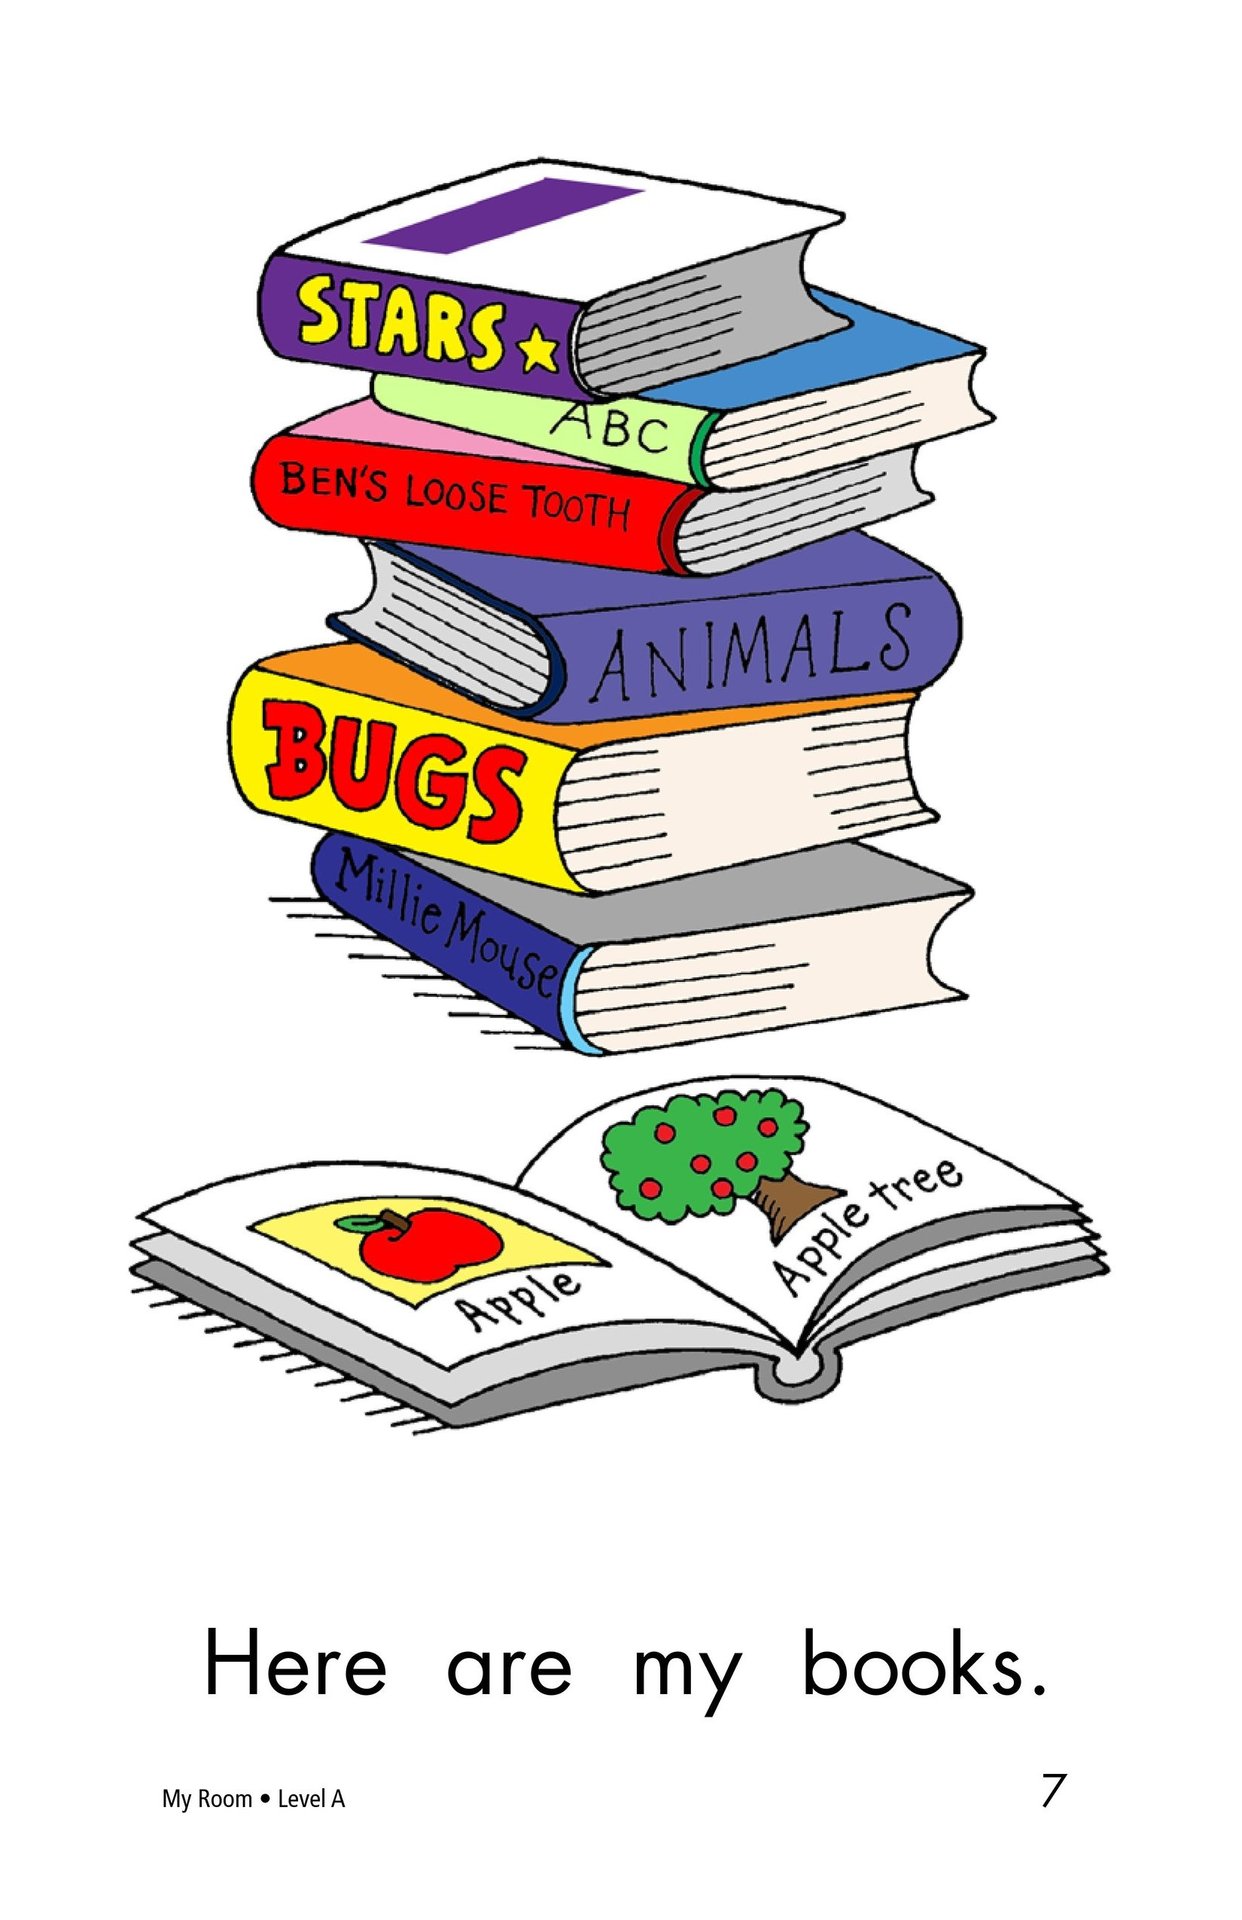 STARS
ABC
BEN'S LOOSE TOOTH
ANIMALS
BUGS
Millie Mouse
Apple tree
Apple
Here are my books.
My Room • Level A
7